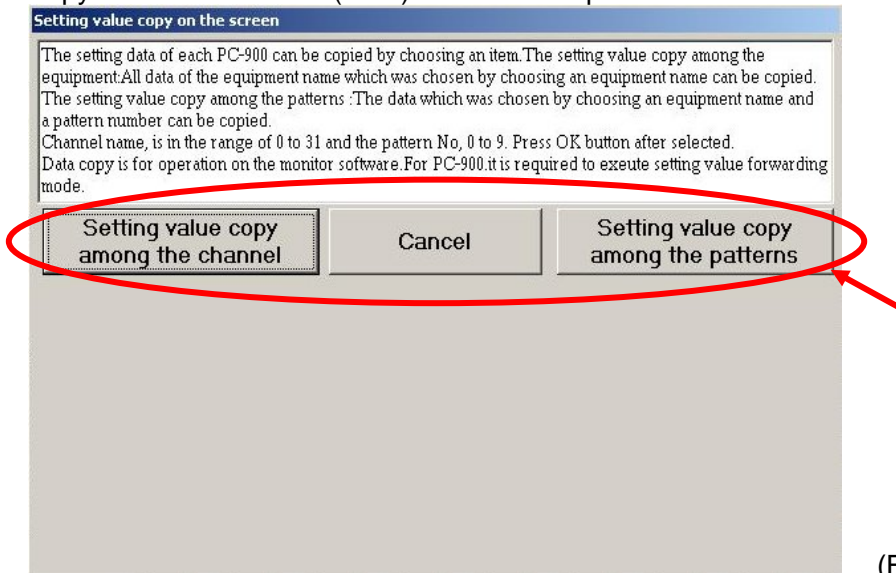 Setting value copy on the screen
The setting data of each PC-900 can be copied by choosing an item.The setting value copy among the
equipment:All data of the equipment name which was chosen by choosing an equipment name can be copied.
The setting value copy among the patterns :The data which was chosen by choosing an equipment name and
a pattern number can be copied.
Channel name, is in the range of 0 to 31 and the pattern No, 0 to 9. Press OK button after selected.
Data copy is for operation on the monitor software.For PC-900.it is required to exeute setting value forwarding
mode.
Setting value copy
among the channel
Cancel
Setting value copy
among the patterns